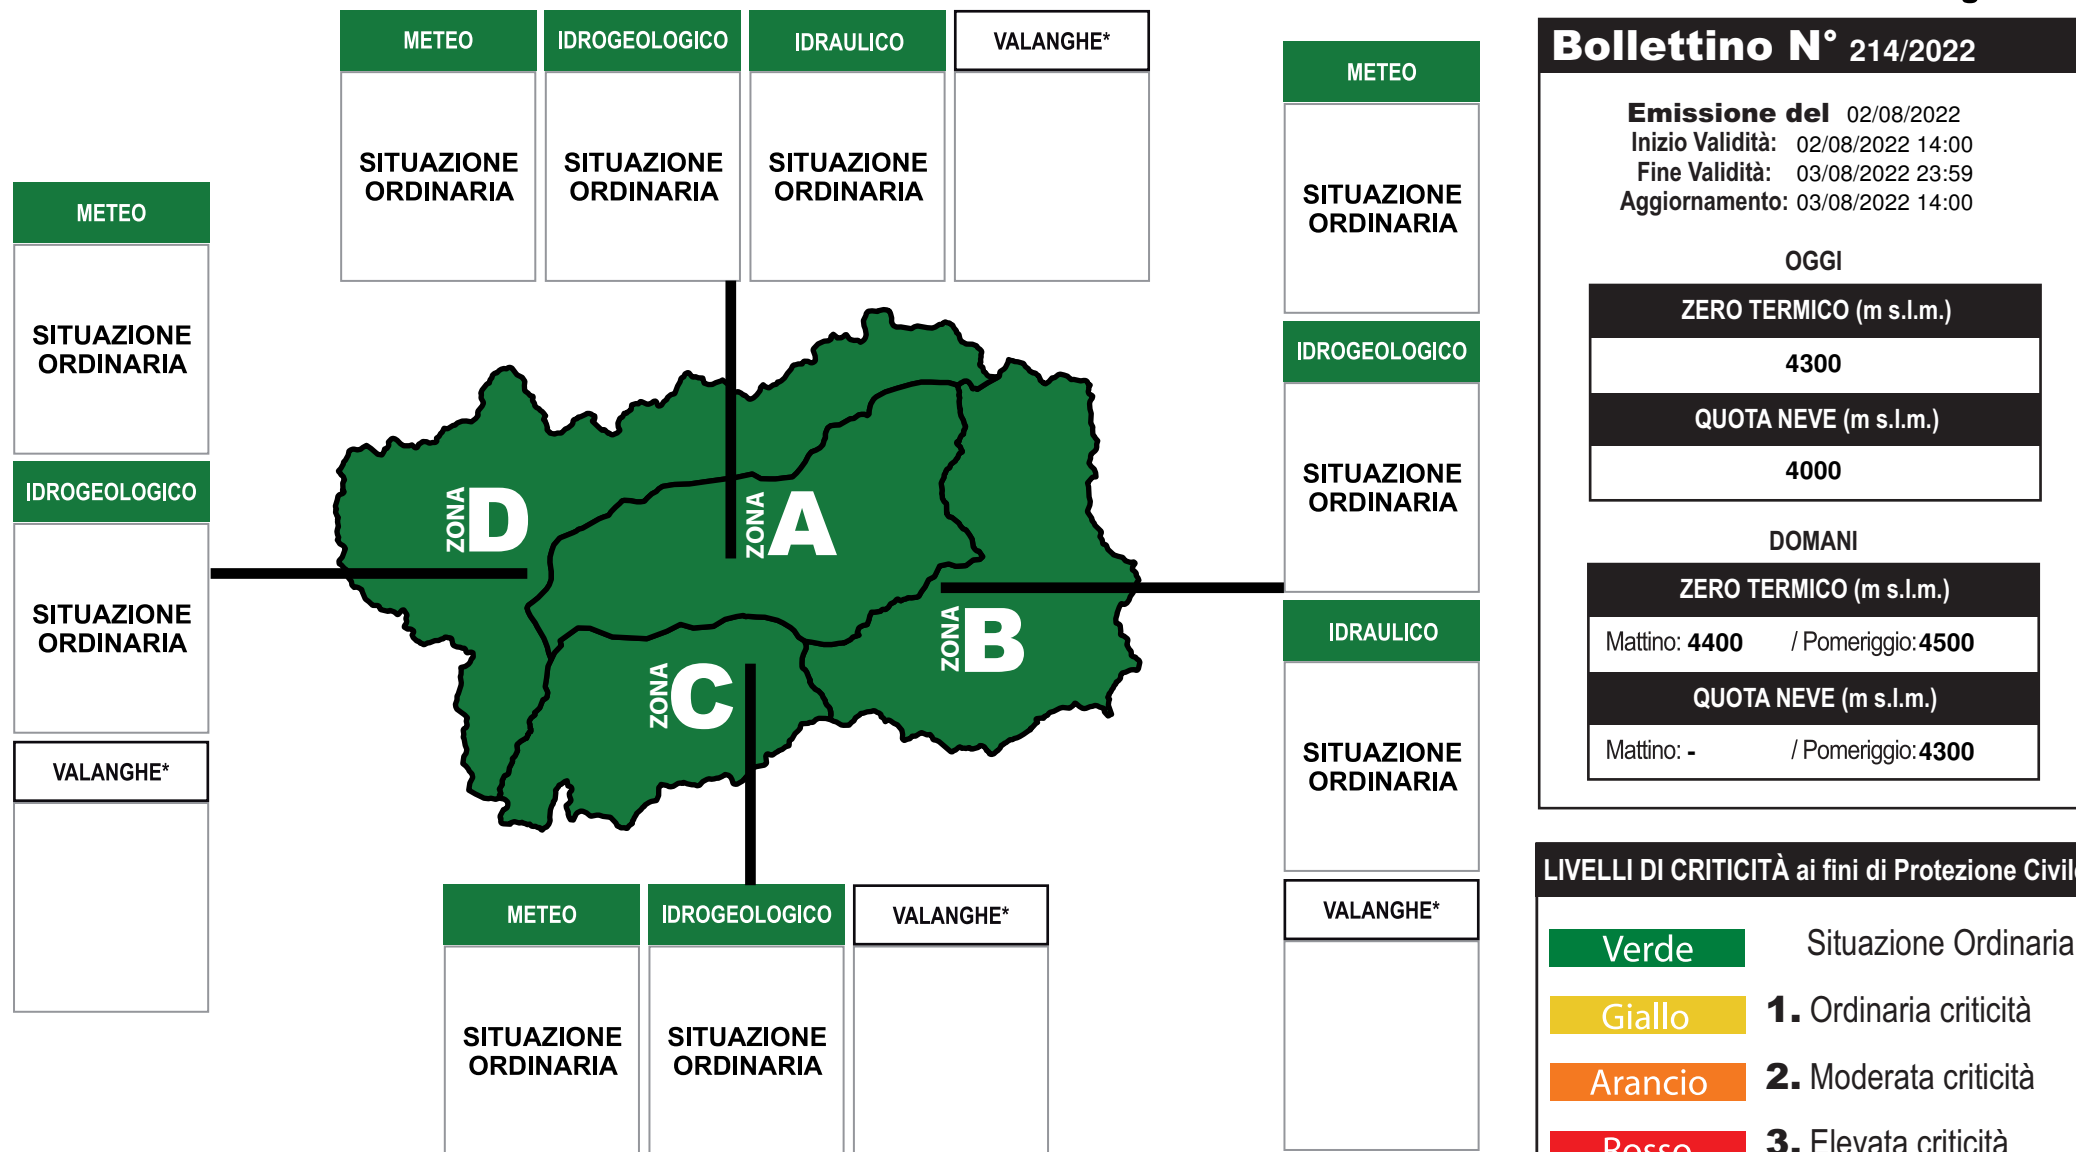 METEO
IDROGEOLOGICO
IDRAULICO
VALANGHE*
SITUAZIONE
ORDINARIA
SITUAZIONE
ORDINARIA
SITUAZIONE
ORDINARIA
METEO
SITUAZIONE
ORDINARIA
IDROGEOLOGICO
SITUAZIONE
ORDINARIA
VALANGHE*
ZONA D
ZONA A
ZONA B
ZONA C
METEO
SITUAZIONE
ORDINARIA
IDROGEOLOGICO
SITUAZIONE
ORDINARIA
IDRAULICO
SITUAZIONE
ORDINARIA
VALANGHE*
METEO
IDROGEOLOGICO
VALANGHE*
SITUAZIONE
ORDINARIA
SITUAZIONE
ORDINARIA
Bollettino N° 214/2022
Emissione del 02/08/2022
Inizio Validità: 02/08/2022 14:00
Fine Validità: 03/08/2022 23:59
Aggiornamento: 03/08/2022 14:00
OGGI
ZERO TERMICO (m s.l.m.)
4300
QUOTA NEVE (m s.l.m.)
4000
DOMANI
ZERO TERMICO (m s.l.m.)
Mattino: 4400 / Pomeriggio: 4500
QUOTA NEVE (m s.l.m.)
Mattino: - / Pomeriggio: 4300
LIVELLI DI CRITICITÀ ai fini di Protezione Civile
Verde Situazione Ordinaria
Giallo 1. Ordinaria criticità
Arancio 2. Moderata criticità
Rosso 3. Elevata criticità